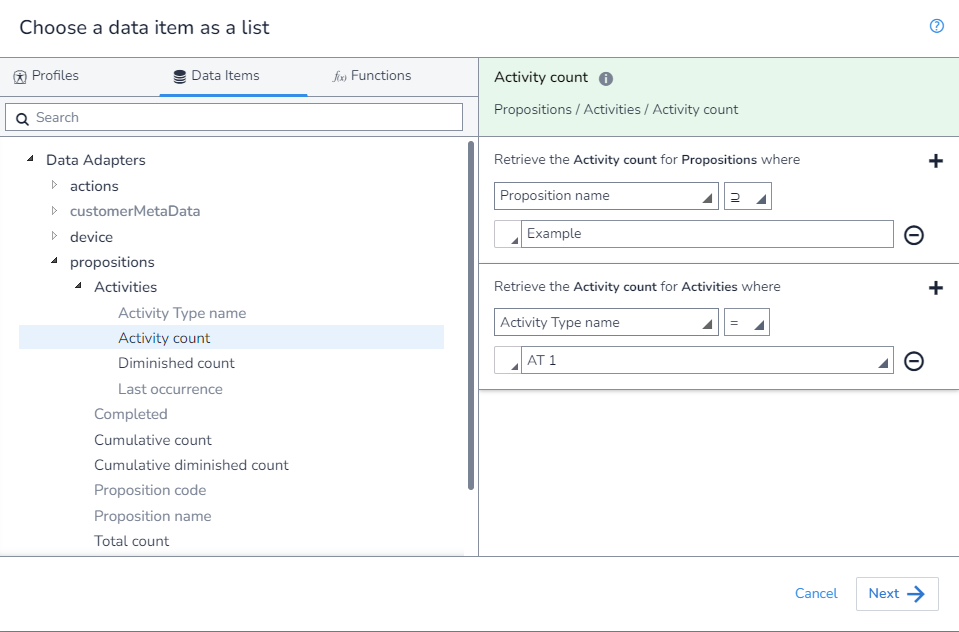 Choose a data item as a list
Profiles
Data Items
f(x) Functions
Search
Data Adapters
actions
customerMetaData
device
propositions
Activities
Activity Type name
Activity count
Diminished count
Last occurrence
Completed
Cumulative count
Cumulative diminished count
Proposition code
Proposition name
Total count
Activity count
Propositions / Activities / Activity count
Retrieve the Activity count for Propositions where
Proposition name ⊇
Example
Retrieve the Activity count for Activities where
Activity Type name =
AT 1
Cancel
Next